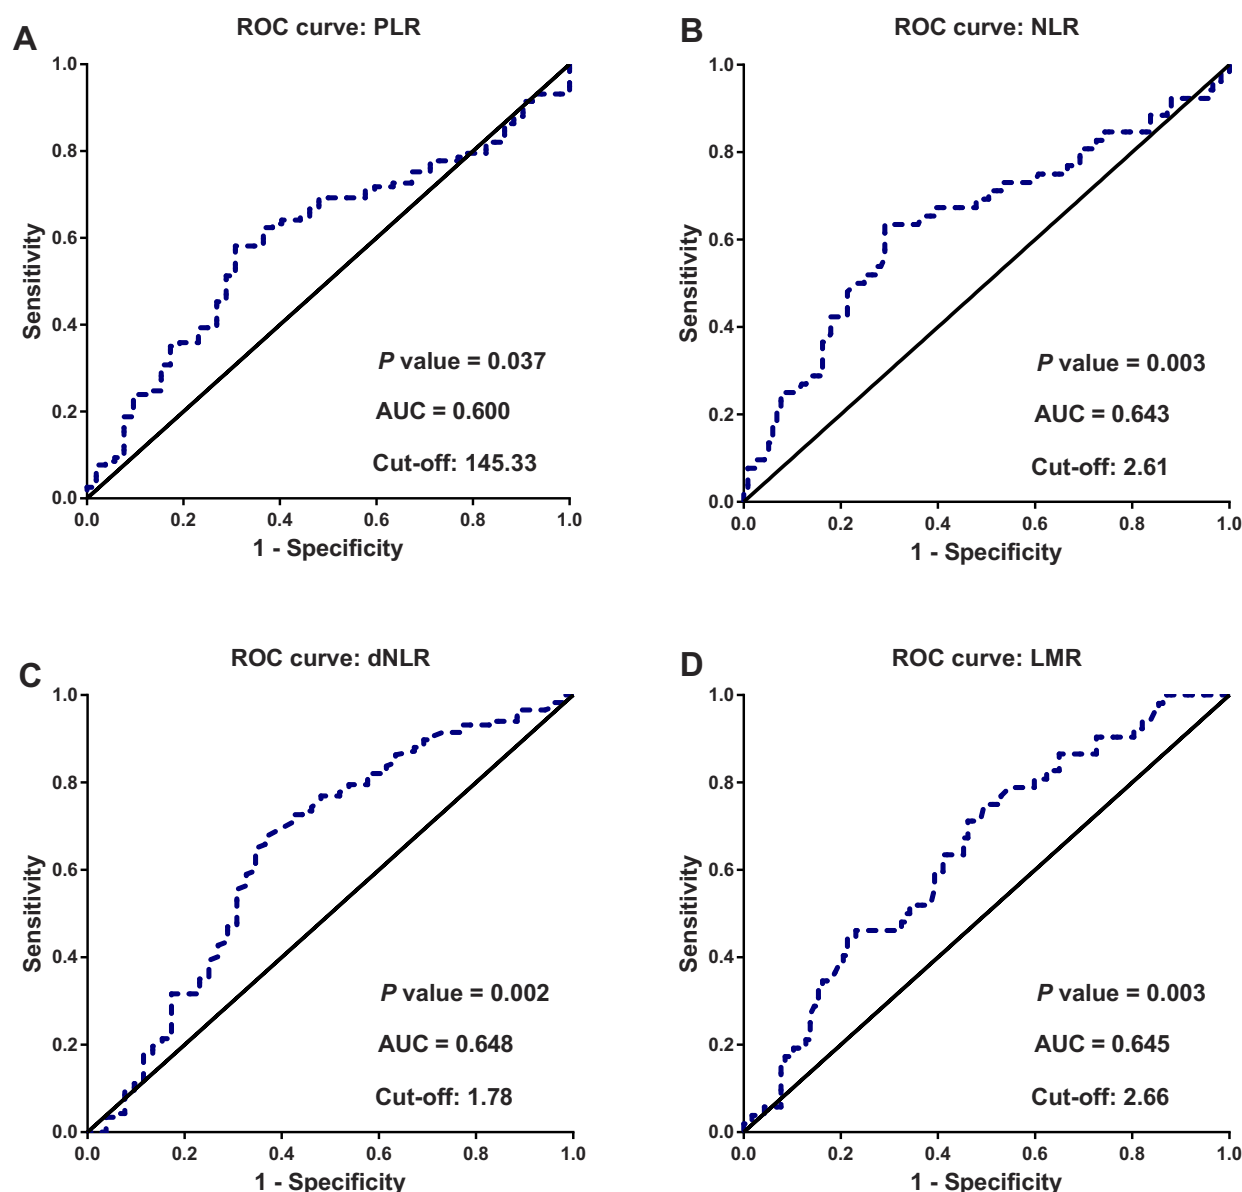 A
ROC curve: PLR
1.0
0.8
0.6
0.4
0.2
0.0
Sensitivity
P value = 0.037
AUC = 0.600
Cut-off: 145.33
0.0 0.2 0.4 0.6 0.8 1.0
1 - Specificity
B
ROC curve: NLR
1.0
0.8
0.6
0.4
0.2
0.0
Sensitivity
P value = 0.003
AUC = 0.643
Cut-off: 2.61
0.0 0.2 0.4 0.6 0.8 1.0
1 - Specificity
C
ROC curve: dNLR
1.0
0.8
0.6
0.4
0.2
0.0
Sensitivity
P value = 0.002
AUC = 0.648
Cut-off: 1.78
0.0 0.2 0.4 0.6 0.8 1.0
1 - Specificity
D
ROC curve: LMR
1.0
0.8
0.6
0.4
0.2
0.0
Sensitivity
P value = 0.003
AUC = 0.645
Cut-off: 2.66
0.0 0.2 0.4 0.6 0.8 1.0
1 - Specificity